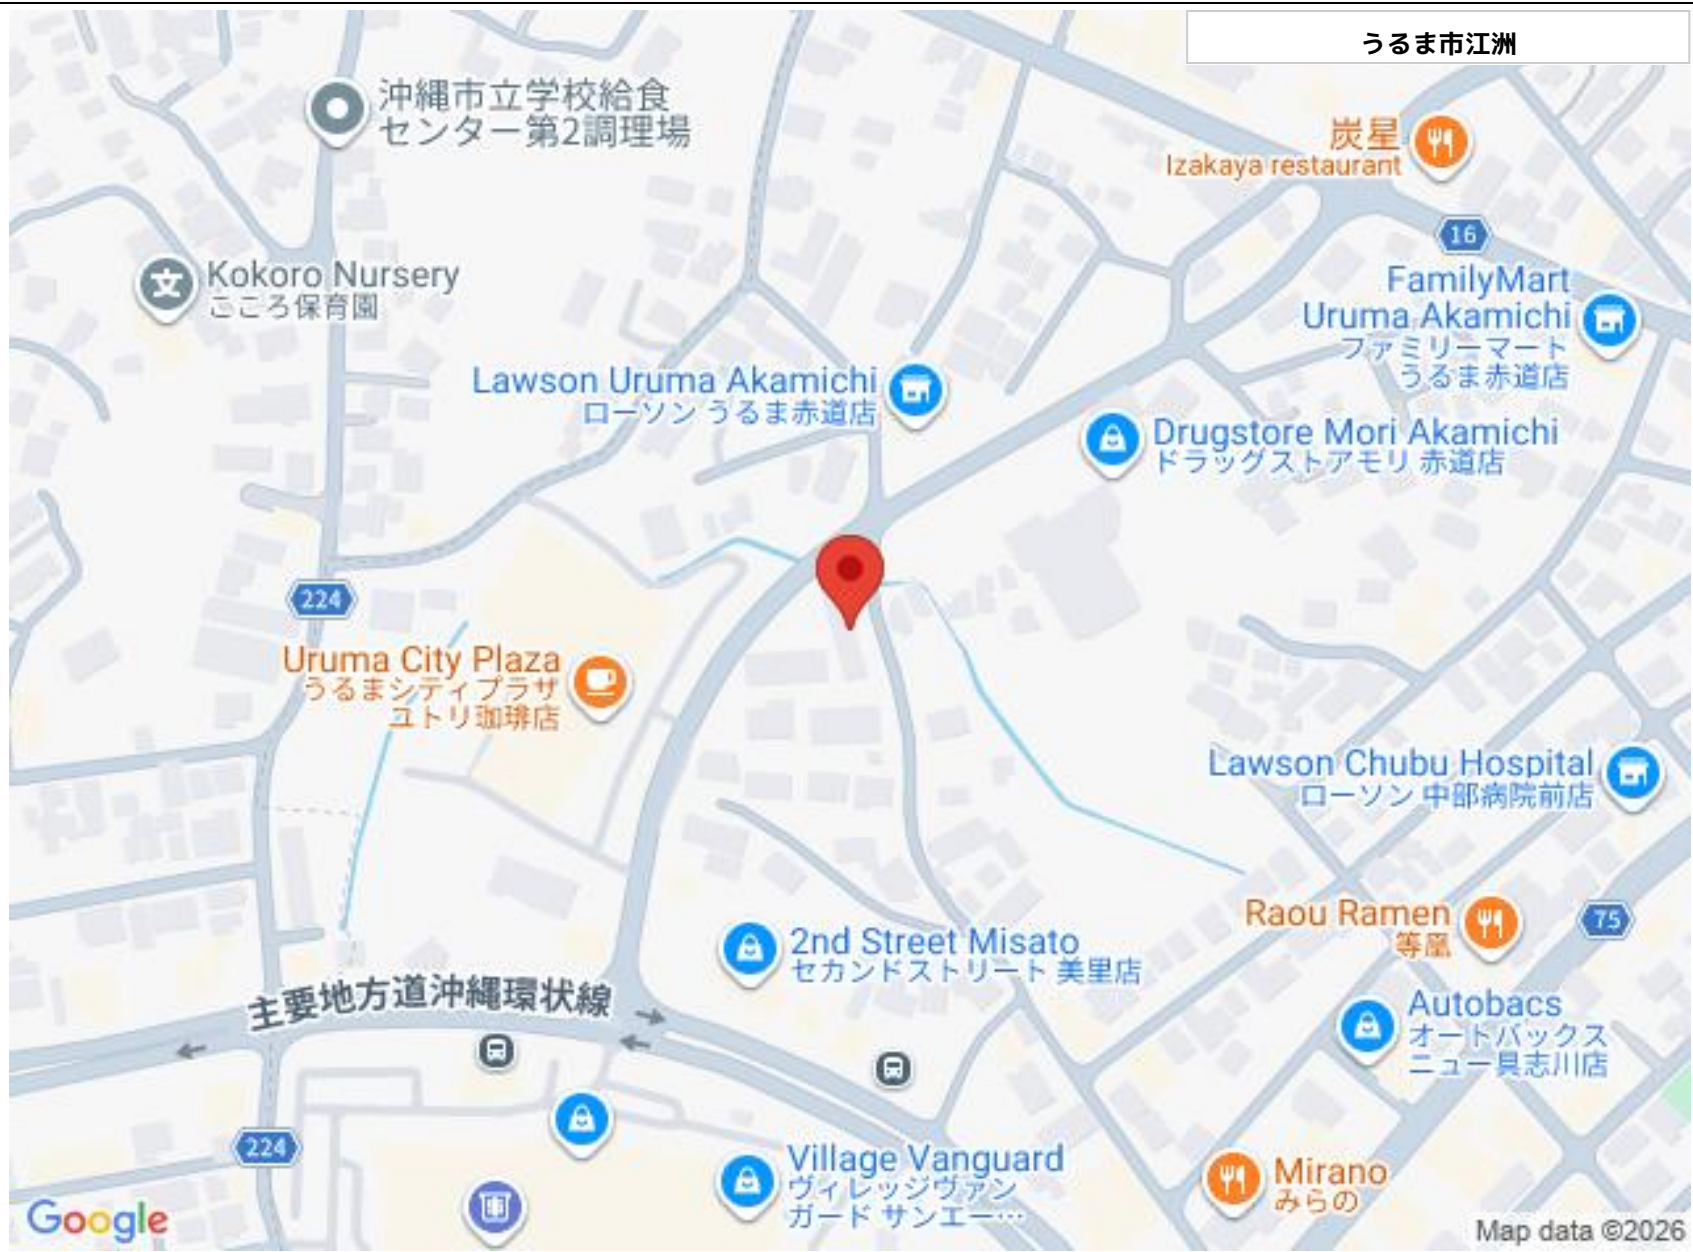 うるま市江洲
沖縄市立学校給食
センター第2調理場
炭星
Izakaya restaurant
16
Kokoro Nursery
こころ保育園
FamilyMart
Uruma Akamichi
ファミリーマート
うるま赤道店
Lawson Uruma Akamichi
ローソン うるま赤道店
Drugstore Mori Akamichi
ドラッグストアモリ 赤道店
224
Uruma City Plaza
うるまシティプラザ
ユトリ珈琲店
Lawson Chubu Hospital
ローソン 中部病院前店
Raou Ramen
等凰
75
2nd Street Misato
セカンドストリート 美里店
主要地方道沖縄環状線
Autobacs
オートバックス
ニュー具志川店
224
Village Vanguard
ヴィレッジヴァン
ガード サンエー…
Mirano
みらの
Google
Map data ©2026